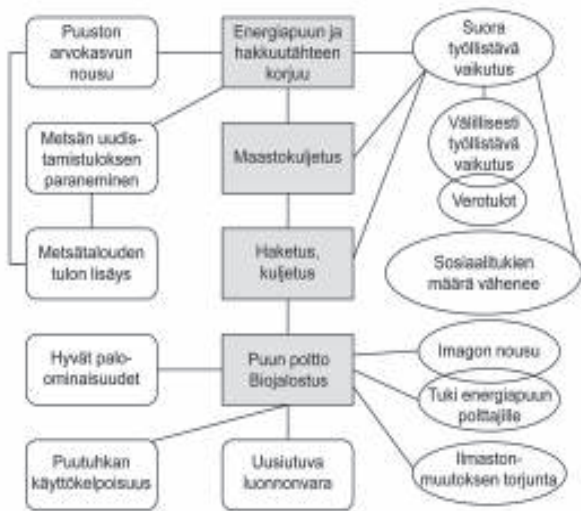 Puuston
arvokasvun
nousu
Energiapuun ja
hakkuutähteen
korjuu
Suora
työllistävä
vaikutus
Metsän uudis-
tamistuloksen
paraneminen
Maastokuljetus
Välillisesti
työllistävä
vaikutus
Verotulot
Metsätalouden
tulon lisäys
Haketus,
kuljetus
Sosiaalitukien
määrä vähenee
Hyvät palo-
ominaisuudet
Puun poltto
Biojalostus
Imagon nousu
Tuki energiapuun
polttajille
Puutuhkan
käyttökelpoisuus
Uusiutuva
luonnonvara
Ilmaston-
muutoksen torjunta